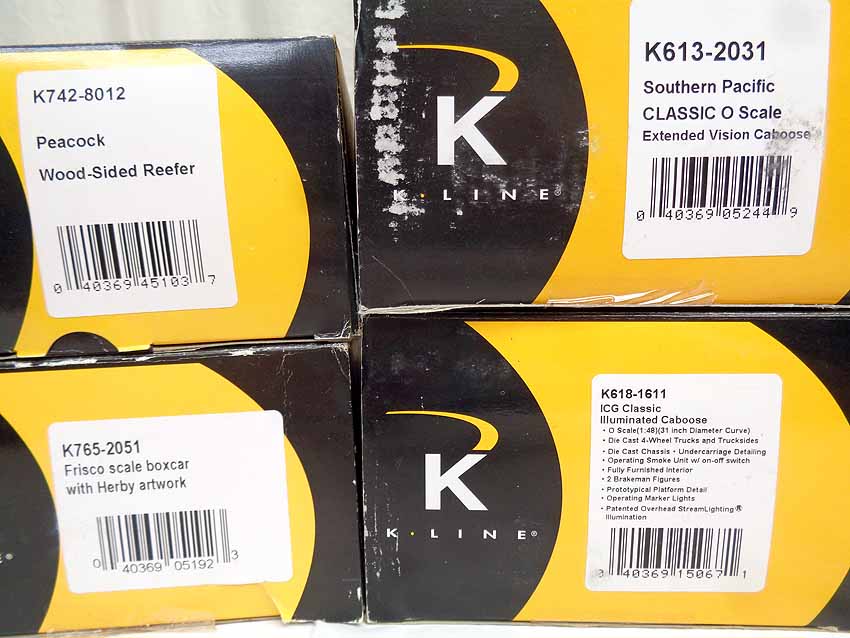 K742-8012
Peacock
Wood-Sided Reefer
0 40369 45103 7
K
K·LINE®
K613-2031
Southern Pacific
CLASSIC O Scale
Extended Vision Caboose
0 40369 05244 9
K765-2051
Frisco scale boxcar
with Herby artwork
0 40369 05192 3
®
K
K·LINE®
K618-1611
ICG Classic
Illuminated Caboose
• O Scale(1:48)(31 inch Diameter Curve)
• Die Cast 4-Wheel Trucks and Trucksides
• Die Cast Chassis • Undercarriage Detailing
• Operating Smoke Unit w/ on-off switch
• Fully Furnished Interior
• 2 Brakeman Figures
• Prototypical Platform Detail
• Operating Marker Lights
• Patented Overhead StreamLighting®
Illumination
0 40369 15067 1